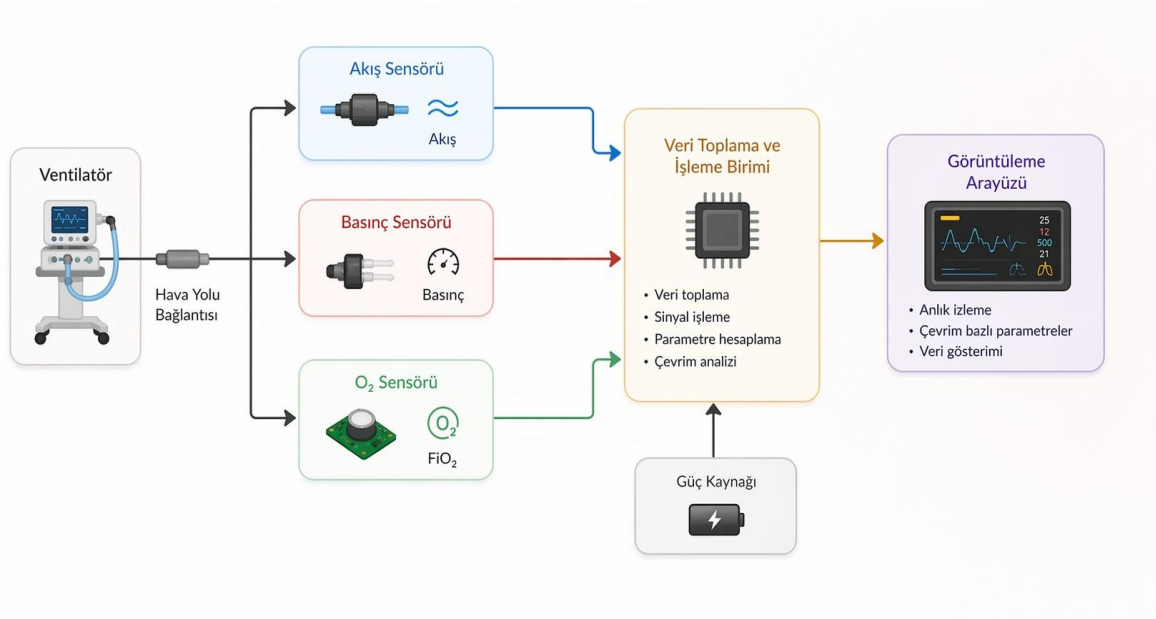 Ventilatör
Hava Yolu
Bağlantısı
Akış Sensörü
Akış
Basınç Sensörü
Basınç
O₂ Sensörü
O₂
FiO₂
Veri Toplama ve
İşleme Birimi
• Veri toplama
• Sinyal işleme
• Parametre hesaplama
• Çevrim analizi
Güç Kaynağı
Görüntüleme
Arayüzü
25
12
500
21
• Anlık izleme
• Çevrim bazlı parametreler
• Veri gösterimi